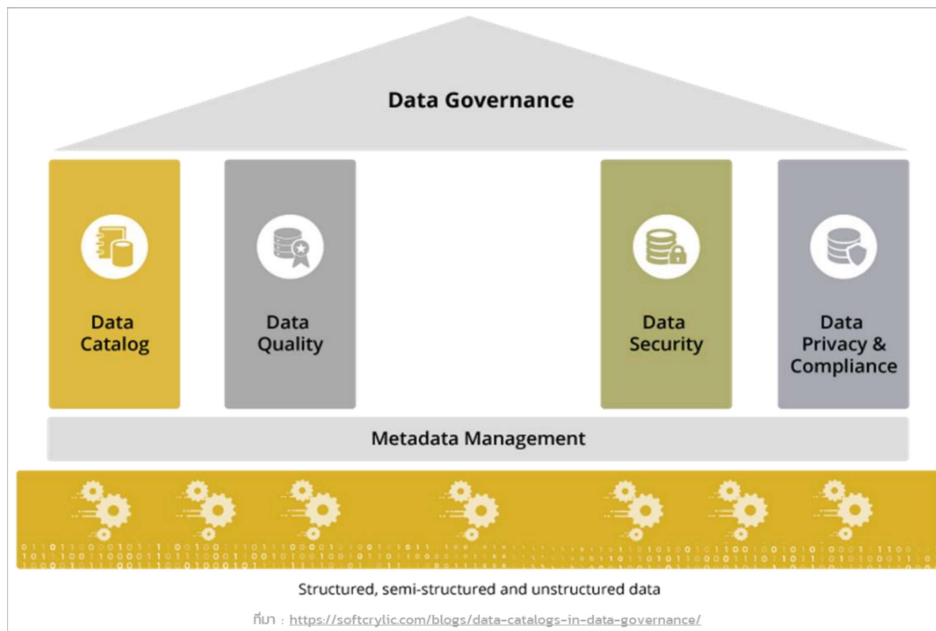 Data Governance
Data
Catalog
Data
Quality
Data
Security
Data
Privacy &
Compliance
Metadata Management
Structured, semi-structured and unstructured data
ที่มา : https://softcrylic.com/blogs/data-catalogs-in-data-governance/